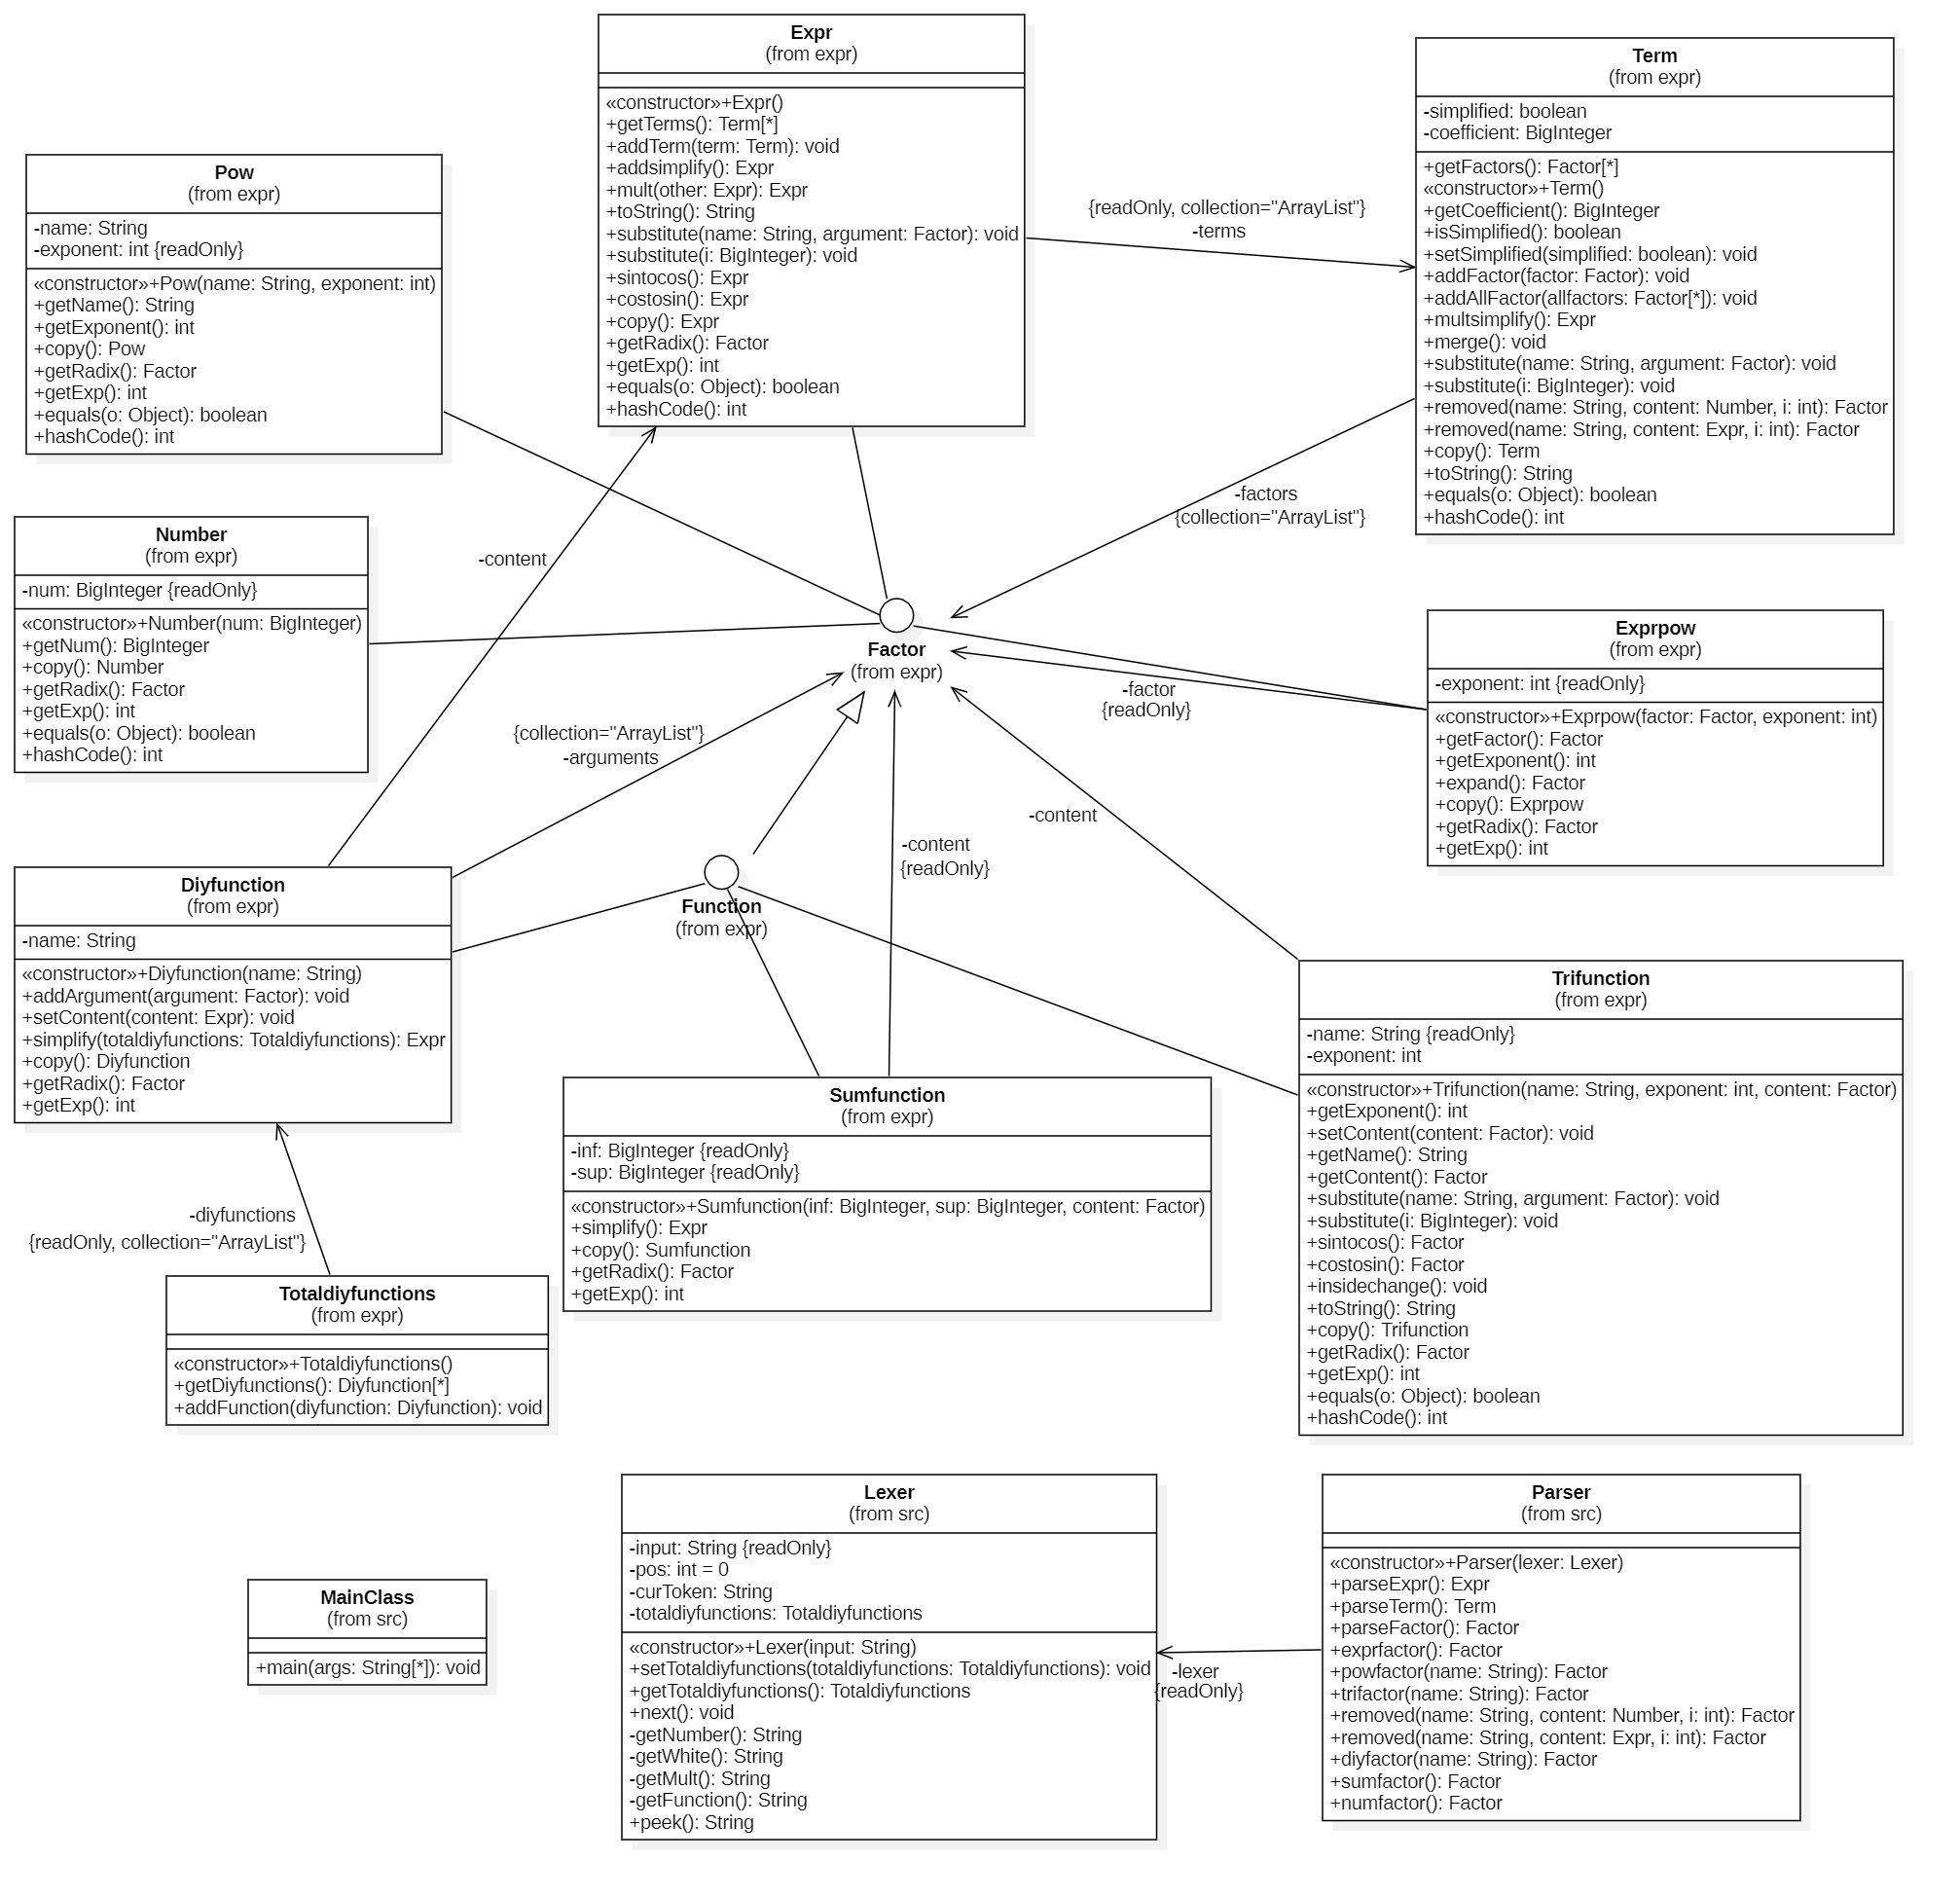 Expr
(from expr)
«constructor»+Expr()
+getTerms(): Term[*]
+addTerm(term: Term): void
+addsimplify(): Expr
+mult(other: Expr): Expr
+toString(): String
+substitute(name: String, argument: Factor): void
+substitute(i: BigInteger): void
+sintocos(): Expr
+costosin(): Expr
+copy(): Expr
+getRadix(): Factor
+getExp(): int
+equals(o: Object): boolean
+hashCode(): int
Term
(from expr)
-simplified: boolean
-coefficient: BigInteger
+getFactors(): Factor[*]
«constructor»+Term()
+getCoefficient(): BigInteger
+isSimplified(): boolean
+setSimplified(simplified: boolean): void
+addFactor(factor: Factor): void
+addAllFactor(allfactors: Factor[*]): void
+multsimplify(): Expr
+merge(): void
+substitute(name: String, argument: Factor): void
+substitute(i: BigInteger): void
+removed(name: String, content: Number, i: int): Factor
+removed(name: String, content: Expr, i: int): Factor
+copy(): Term
+toString(): String
+equals(o: Object): boolean
+hashCode(): int
Pow
(from expr)
-name: String
-exponent: int {readOnly}
«constructor»+Pow(name: String, exponent: int)
+getName(): String
+getExponent(): int
+copy(): Pow
+getRadix(): Factor
+getExp(): int
+equals(o: Object): boolean
+hashCode(): int
{readOnly, collection="ArrayList"}
-terms
-factors
{collection="ArrayList"}
Number
(from expr)
-num: BigInteger {readOnly}
«constructor»+Number(num: BigInteger)
+getNum(): BigInteger
+copy(): Number
+getRadix(): Factor
+getExp(): int
+equals(o: Object): boolean
+hashCode(): int
-content
Factor
(from expr)
Exprpow
(from expr)
-exponent: int {readOnly}
«constructor»+Exprpow(factor: Factor, exponent: int)
+getFactor(): Factor
+getExponent(): int
+expand(): Factor
+copy(): Exprpow
+getRadix(): Factor
+getExp(): int
-factor
{readOnly}
{collection="ArrayList"}
-arguments
-content
-content
{readOnly}
Diyfunction
(from expr)
-name: String
«constructor»+Diyfunction(name: String)
+addArgument(argument: Factor): void
+setContent(content: Expr): void
+simplify(totaldiyfunctions: Totaldiyfunctions): Expr
+copy(): Diyfunction
+getRadix(): Factor
+getExp(): int
Function
(from expr)
Trifunction
(from expr)
-name: String {readOnly}
-exponent: int
«constructor»+Trifunction(name: String, exponent: int, content: Factor)
+getExponent(): int
+setContent(content: Factor): void
+getName(): String
+getContent(): Factor
+substitute(name: String, argument: Factor): void
+substitute(i: BigInteger): void
+sintocos(): Factor
+costosin(): Factor
+insidechange(): void
+toString(): String
+copy(): Trifunction
+getRadix(): Factor
+getExp(): int
+equals(o: Object): boolean
+hashCode(): int
Sumfunction
(from expr)
-inf: BigInteger {readOnly}
-sup: BigInteger {readOnly}
«constructor»+Sumfunction(inf: BigInteger, sup: BigInteger, content: Factor)
+simplify(): Expr
+copy(): Sumfunction
+getRadix(): Factor
+getExp(): int
-diyfunctions
{readOnly, collection="ArrayList"}
Totaldiyfunctions
(from expr)
«constructor»+Totaldiyfunctions()
+getDiyfunctions(): Diyfunction[*]
+addFunction(diyfunction: Diyfunction): void
MainClass
(from src)
+main(args: String[*]): void
Lexer
(from src)
-input: String {readOnly}
-pos: int = 0
-curToken: String
-totaldiyfunctions: Totaldiyfunctions
«constructor»+Lexer(input: String)
+setTotaldiyfunctions(totaldiyfunctions: Totaldiyfunctions): void
+getTotaldiyfunctions(): Totaldiyfunctions
+next(): void
-getNumber(): String
-getWhite(): String
-getMult(): String
-getFunction(): String
+peek(): String
-lexer
{readOnly}
Parser
(from src)
«constructor»+Parser(lexer: Lexer)
+parseExpr(): Expr
+parseTerm(): Term
+parseFactor(): Factor
+exprfactor(): Factor
+powfactor(name: String): Factor
+trifactor(name: String): Factor
+removed(name: String, content: Number, i: int): Factor
+removed(name: String, content: Expr, i: int): Factor
+diyfactor(name: String): Factor
+sumfactor(): Factor
+numfactor(): Factor